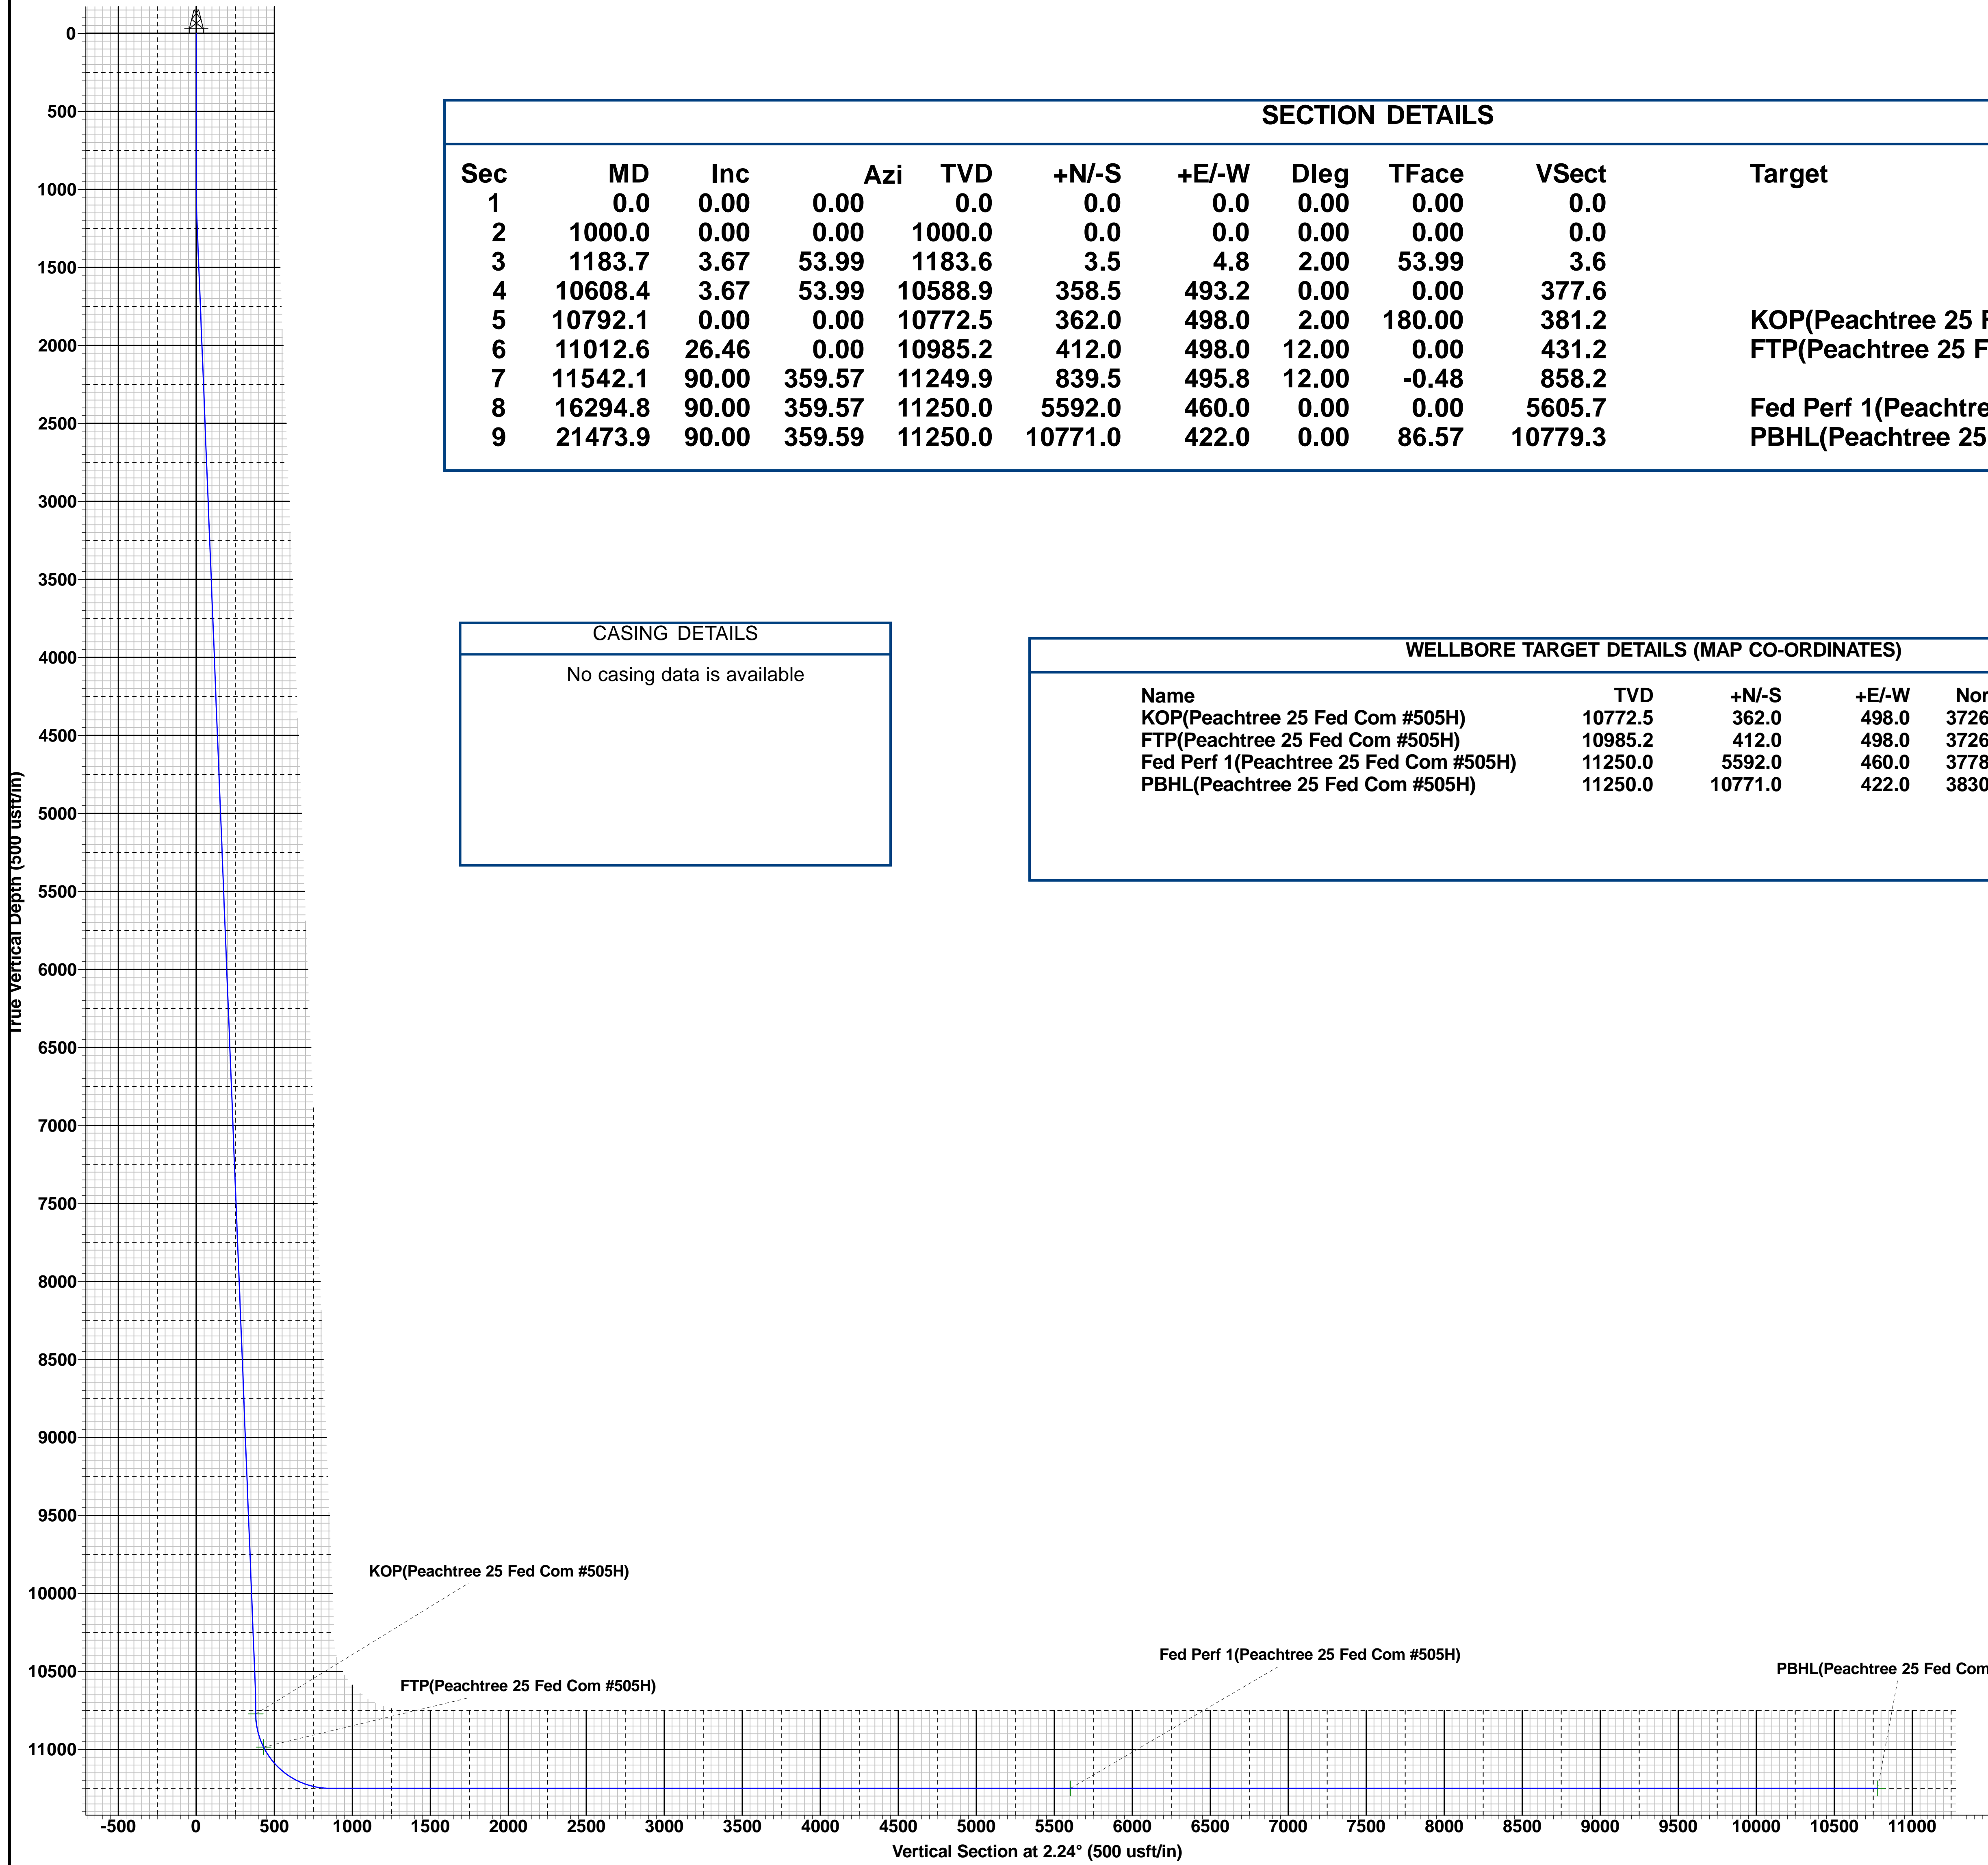 SECTION DETAILS
Sec MD Inc Azi TVD +N/-S +E/-W Dleg TFace VSect Target
1 0.0 0.00 0.00 0.0 0.0 0.0 0.00 0.00 0.0
2 1000.0 0.00 0.00 1000.0 0.0 0.0 0.00 0.00 0.0
3 1183.7 3.67 53.99 1183.6 3.5 4.8 2.00 53.99 3.6
4 10608.4 3.67 53.99 10588.9 358.5 493.2 0.00 0.00 377.6
5 10792.1 0.00 0.00 10772.5 362.0 498.0 2.00 180.00 381.2 KOP(Peachtree 25 F
6 11012.6 26.46 0.00 10985.2 412.0 498.0 12.00 0.00 431.2 FTP(Peachtree 25 F
7 11542.1 90.00 359.57 11249.9 839.5 495.8 12.00 -0.48 858.2
8 16294.8 90.00 359.57 11250.0 5592.0 460.0 0.00 0.00 5605.7 Fed Perf 1(Peachtre
9 21473.9 90.00 359.59 11250.0 10771.0 422.0 0.00 86.57 10779.3 PBHL(Peachtree 25
CASING DETAILS
No casing data is available
WELLBORE TARGET DETAILS (MAP CO-ORDINATES)
Name TVD +N/-S +E/-W Nor
KOP(Peachtree 25 Fed Com #505H) 10772.5 362.0 498.0 3726
FTP(Peachtree 25 Fed Com #505H) 10985.2 412.0 498.0 3726
Fed Perf 1(Peachtree 25 Fed Com #505H) 11250.0 5592.0 460.0 3778
PBHL(Peachtree 25 Fed Com #505H) 11250.0 10771.0 422.0 3830
True Vertical Depth (500 usft/in)
0
500
1000
1500
2000
2500
3000
3500
4000
4500
5000
5500
6000
6500
7000
7500
8000
8500
9000
9500
10000
10500
11000
KOP(Peachtree 25 Fed Com #505H)
FTP(Peachtree 25 Fed Com #505H)
Fed Perf 1(Peachtree 25 Fed Com #505H)
PBHL(Peachtree 25 Fed Com
-500 0 500 1000 1500 2000 2500 3000 3500 4000 4500 5000 5500 6000 6500 7000 7500 8000 8500 9000 9500 10000 10500 11000
Vertical Section at 2.24° (500 usft/in)